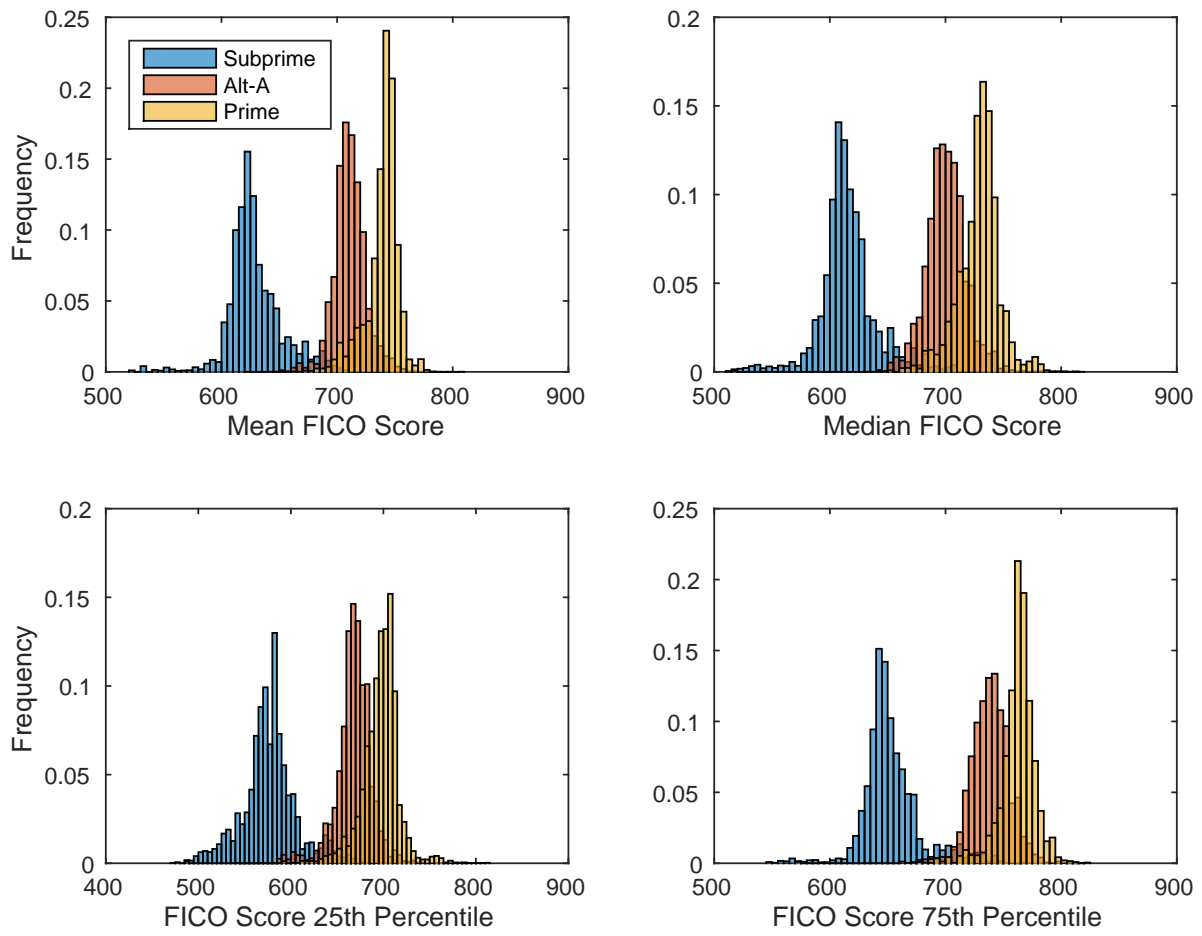 0.25
0.2
0.15
0.1
0.05
0
Frequency
Subprime
Alt-A
Prime
500 600 700 800 900
Mean FICO Score
0.2
0.15
0.1
0.05
0
500 600 700 800 900
Median FICO Score
0.2
0.15
0.1
0.05
0
Frequency
400 500 600 700 800 900
FICO Score 25th Percentile
0.25
0.2
0.15
0.1
0.05
0
500 600 700 800 900
FICO Score 75th Percentile